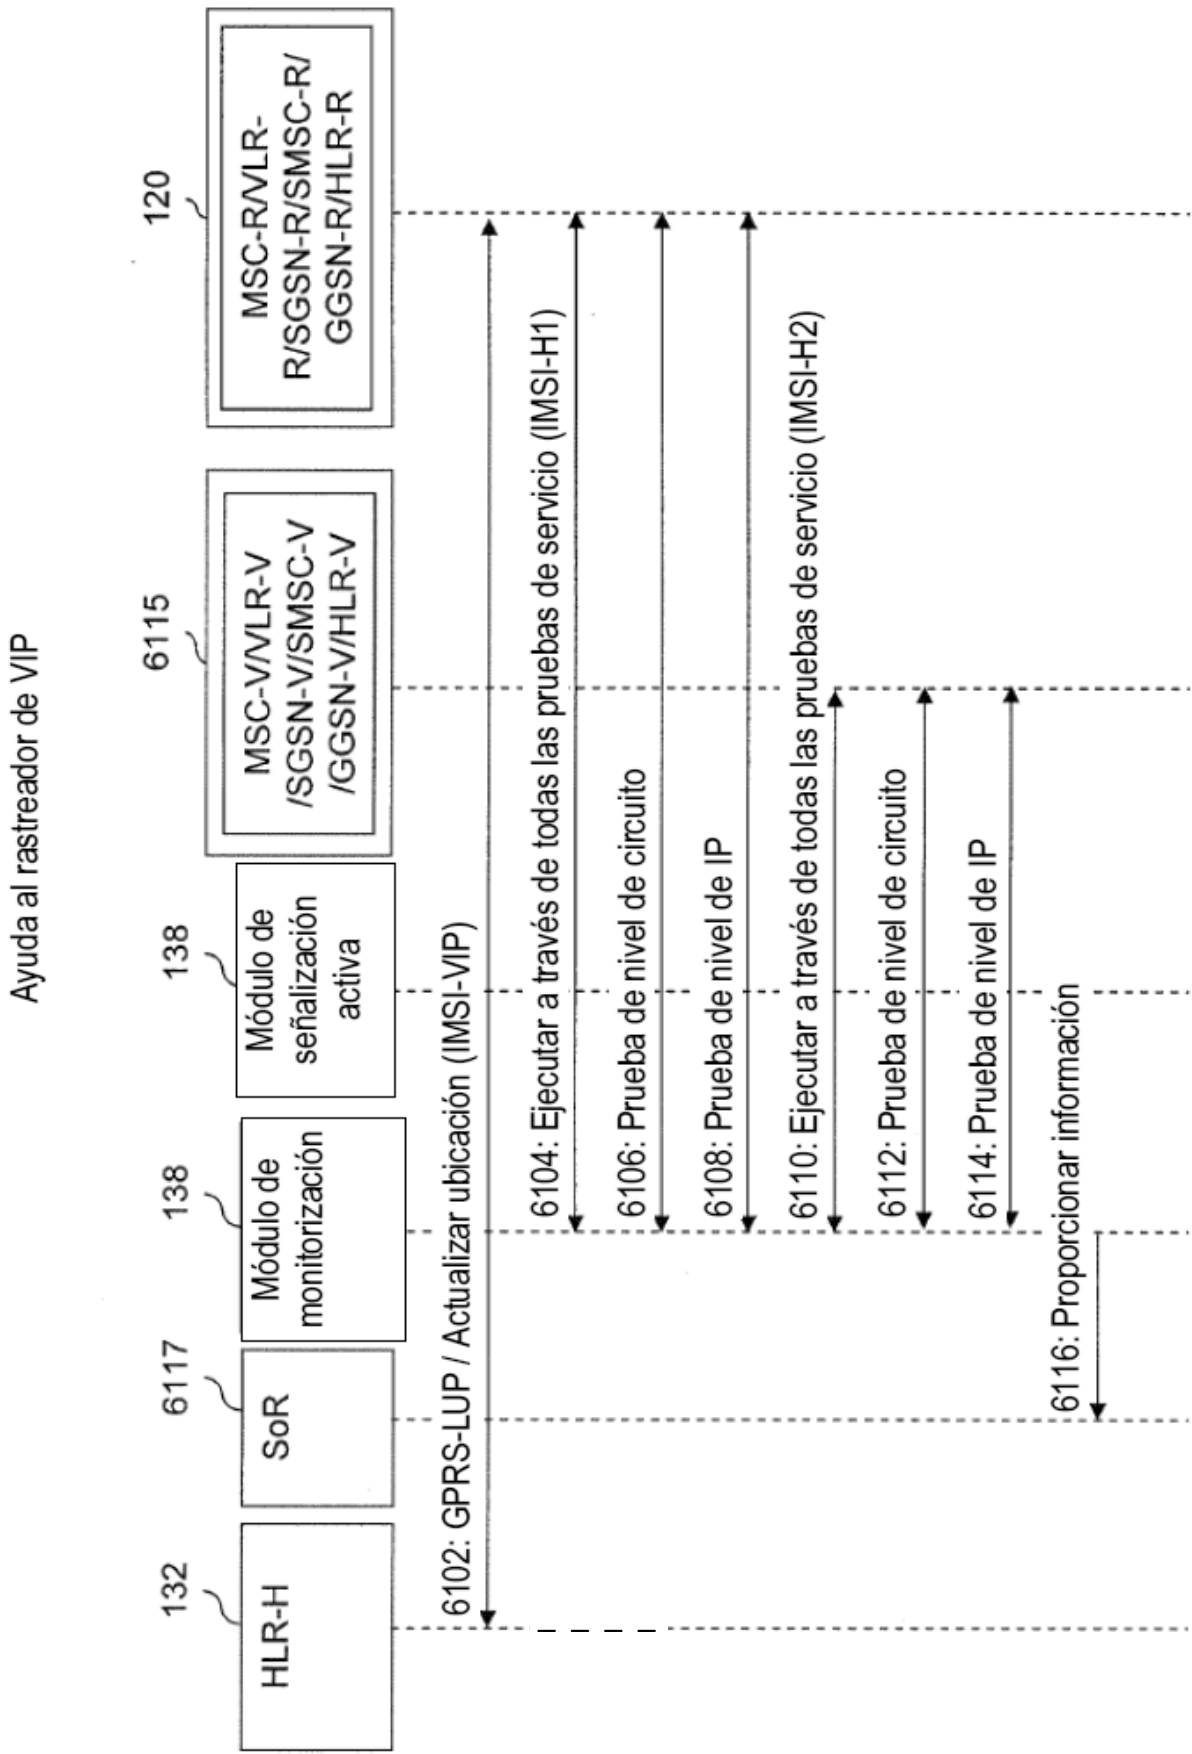 Ayuda al rastreador de VIP
132
HLR-H
6117
SoR
138
Módulo de
monitorización
138
Módulo de
señalización
activa
6115
MSC-V/VLR-V
/SGSN-V/SMSC-V
/GGSN-V/HLR-V
120
MSC-R/VLR-
R/SGSN-R/SMSC-R/
GGSN-R/HLR-R
6102: GPRS-LUP / Actualizar ubicación (IMSI-VIP)
6104: Ejecutar a través de todas las pruebas de servicio (IMSI-H1)
6106: Prueba de nivel de circuito
6108: Prueba de nivel de IP
6110: Ejecutar a través de todas las pruebas de servicio (IMSI-H2)
6112: Prueba de nivel de circuito
6114: Prueba de nivel de IP
6116: Proporcionar información